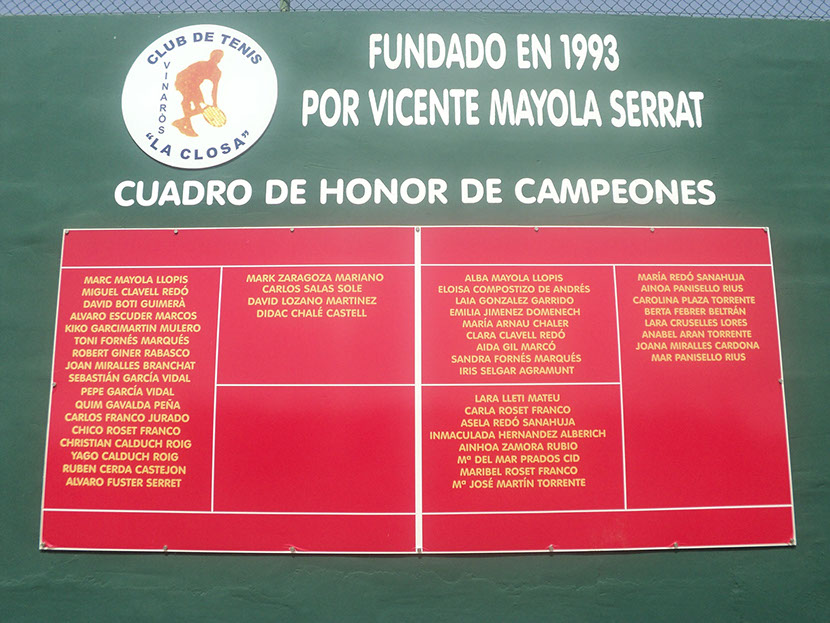 CLUB DE TENIS
VINARÒS
"LA CLOSA"
FUNDADO EN 1993
POR VICENTE MAYOLA SERRAT
CUADRO DE HONOR DE CAMPEONES
MARC MAYOLA LLOPIS
MIGUEL CLAVELL REDÓ
DAVID BOTI GUIMERÀ
ALVARO ESCUDER MARCOS
KIKO GARCIMARTIN MULERO
TONI FORNÉS MARQUÉS
ROBERT GINER RABASCO
JOAN MIRALLES BRANCHAT
SEBASTIÁN GARCÍA VIDAL
PEPE GARCÍA VIDAL
QUIM GAVALDA PEÑA
CARLOS FRANCO JURADO
CHICO ROSET FRANCO
CHRISTIAN CALDUCH ROIG
YAGO CALDUCH ROIG
RUBEN CERDA CASTEJON
ALVARO FUSTER SERRET
MARK ZARAGOZA MARIANO
CARLOS SALAS SOLE
DAVID LOZANO MARTINEZ
DIDAC CHALÉ CASTELL
ALBA MAYOLA LLOPIS
ELOISA COMPOSTIZO DE ANDRÉS
LAIA GONZALEZ GARRIDO
EMILIA JIMENEZ DOMENECH
MARÍA ARNAU CHALER
CLARA CLAVELL REDÓ
AIDA GIL MARCÓ
SANDRA FORNÉS MARQUÉS
IRIS SELGAR AGRAMUNT
LARA LLETI MATEU
CARLA ROSET FRANCO
ASELA REDÓ SANAHUJA
INMACULADA HERNANDEZ ALBERICH
AINHOA ZAMORA RUBIO
Mª DEL MAR PRADOS CID
MARIBEL ROSET FRANCO
Mª JOSÉ MARTÍN TORRENTE
MARÍA REDÓ SANAHUJA
AINOA PANISELLO RIUS
CAROLINA PLAZA TORRENTE
BERTA FEBRER BELTRÁN
LARA CRUSELLES LORES
ANABEL ARAN TORRENTE
JOANA MIRALLES CARDONA
MAR PANISELLO RIUS